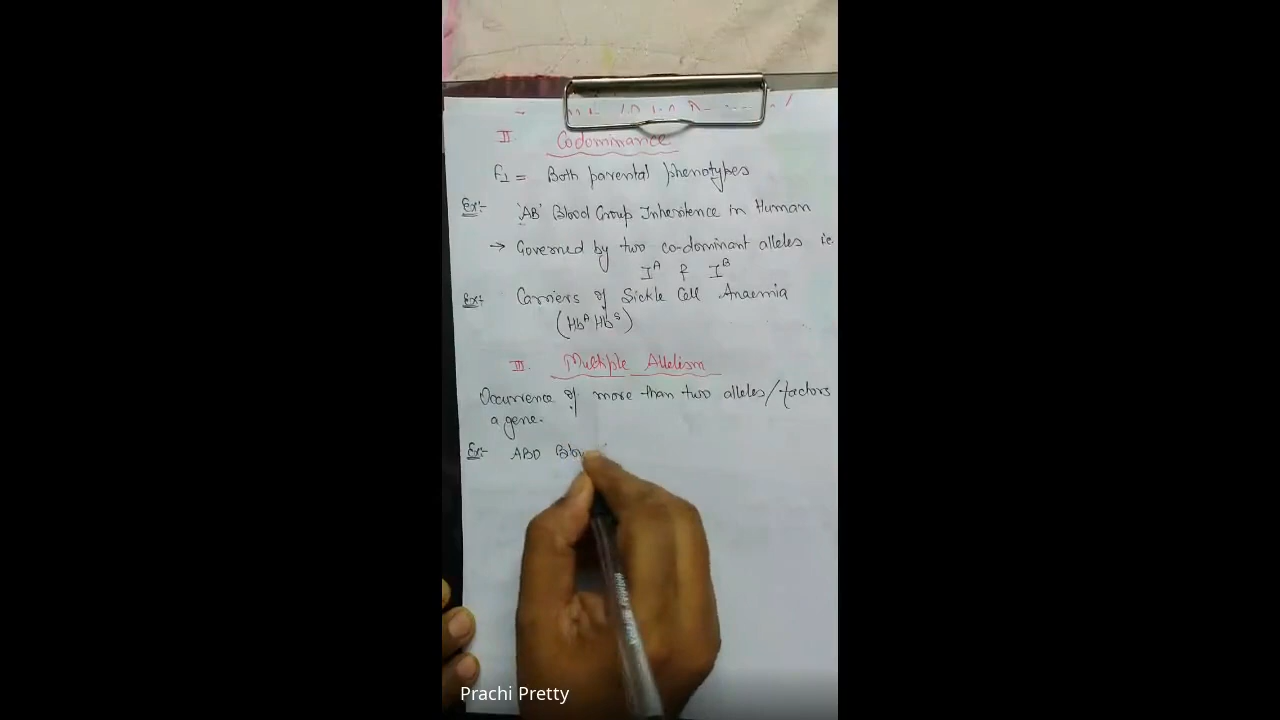 II. Codominance
F1 = Both parental phenotypes
Ex:- 'AB' Blood Group Inheritence in Human
→ Governed by two co-dominant alleles i.e.
I^A & I^B
Ex:- Carriers of Sickle Cell Anaemia
(Hb^A Hb^S)
III. Multiple Allelism
Occurrence of more than two alleles/factors
a gene.
Ex:- ABO Blo
Prachi Pretty